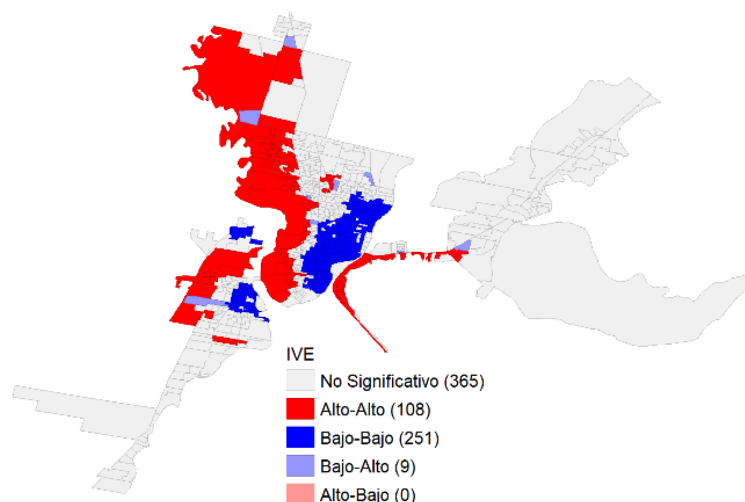 IVE
No Significativo (365)
Alto-Alto (108)
Bajo-Bajo (251)
Bajo-Alto (9)
Alto-Bajo (0)